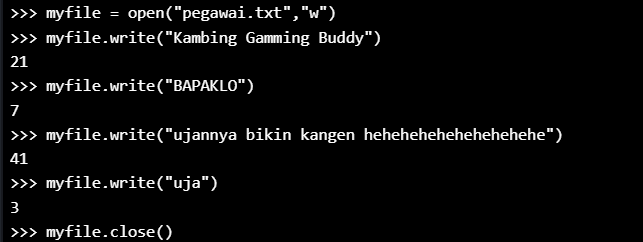 >>> myfile = open("pegawai.txt","w")
>>> myfile.write("Kambing Gamming Buddy")
21
>>> myfile.write("BAPAKLO")
7
>>> myfile.write("ujannya bikin kangen hehehehehehehehehehe")
41
>>> myfile.write("uja")
3
>>> myfile.close()